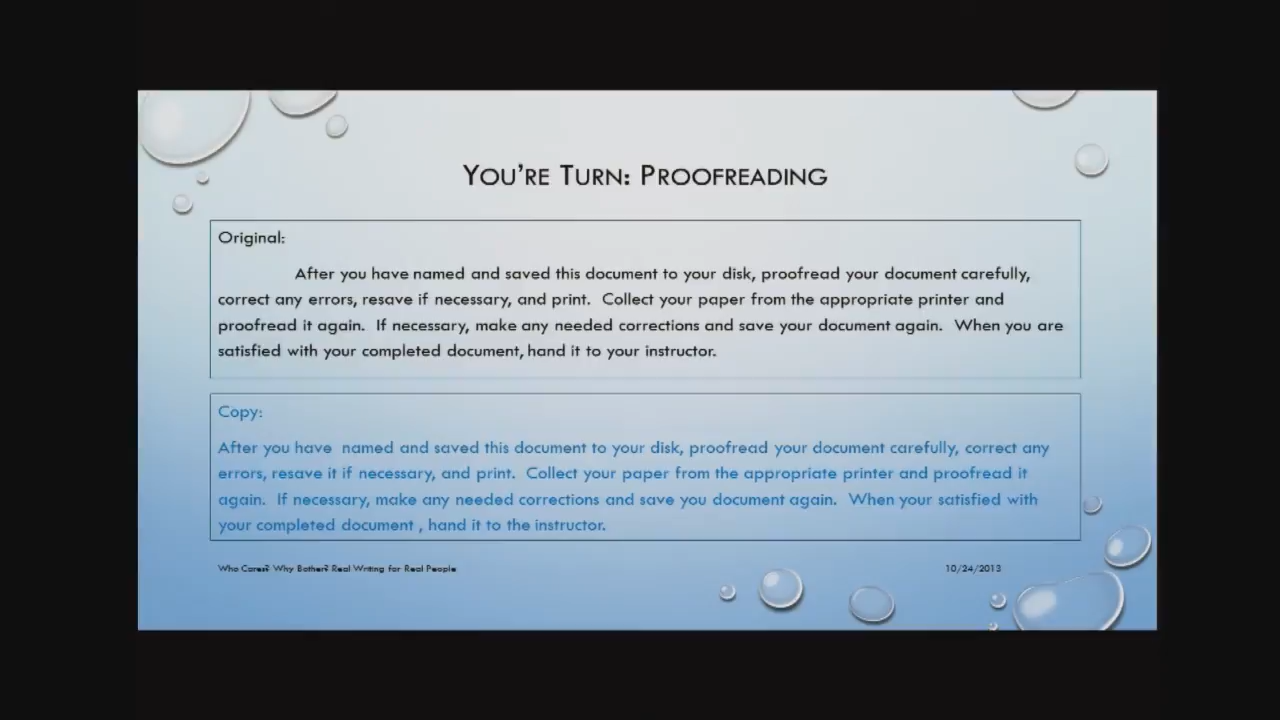 YOU'RE TURN: PROOFREADING
Original:
After you have named and saved this document to your disk, proofread your document carefully,
correct any errors, resave if necessary, and print.  Collect your paper from the appropriate printer and
proofread it again.  If necessary, make any needed corrections and save your document again.  When you are
satisfied with your completed document, hand it to your instructor.
Copy:
After you have  named and saved this document to your disk, proofread your document carefully, correct any
errors, resave it if necessary, and print.  Collect your paper from the appropriate printer and proofread it
again.  If necessary, make any needed corrections and save you document again.  When your satisfied with
your completed document , hand it to the instructor.
Who Cares? Why Bother? Real Writing for Real People
10/24/2013